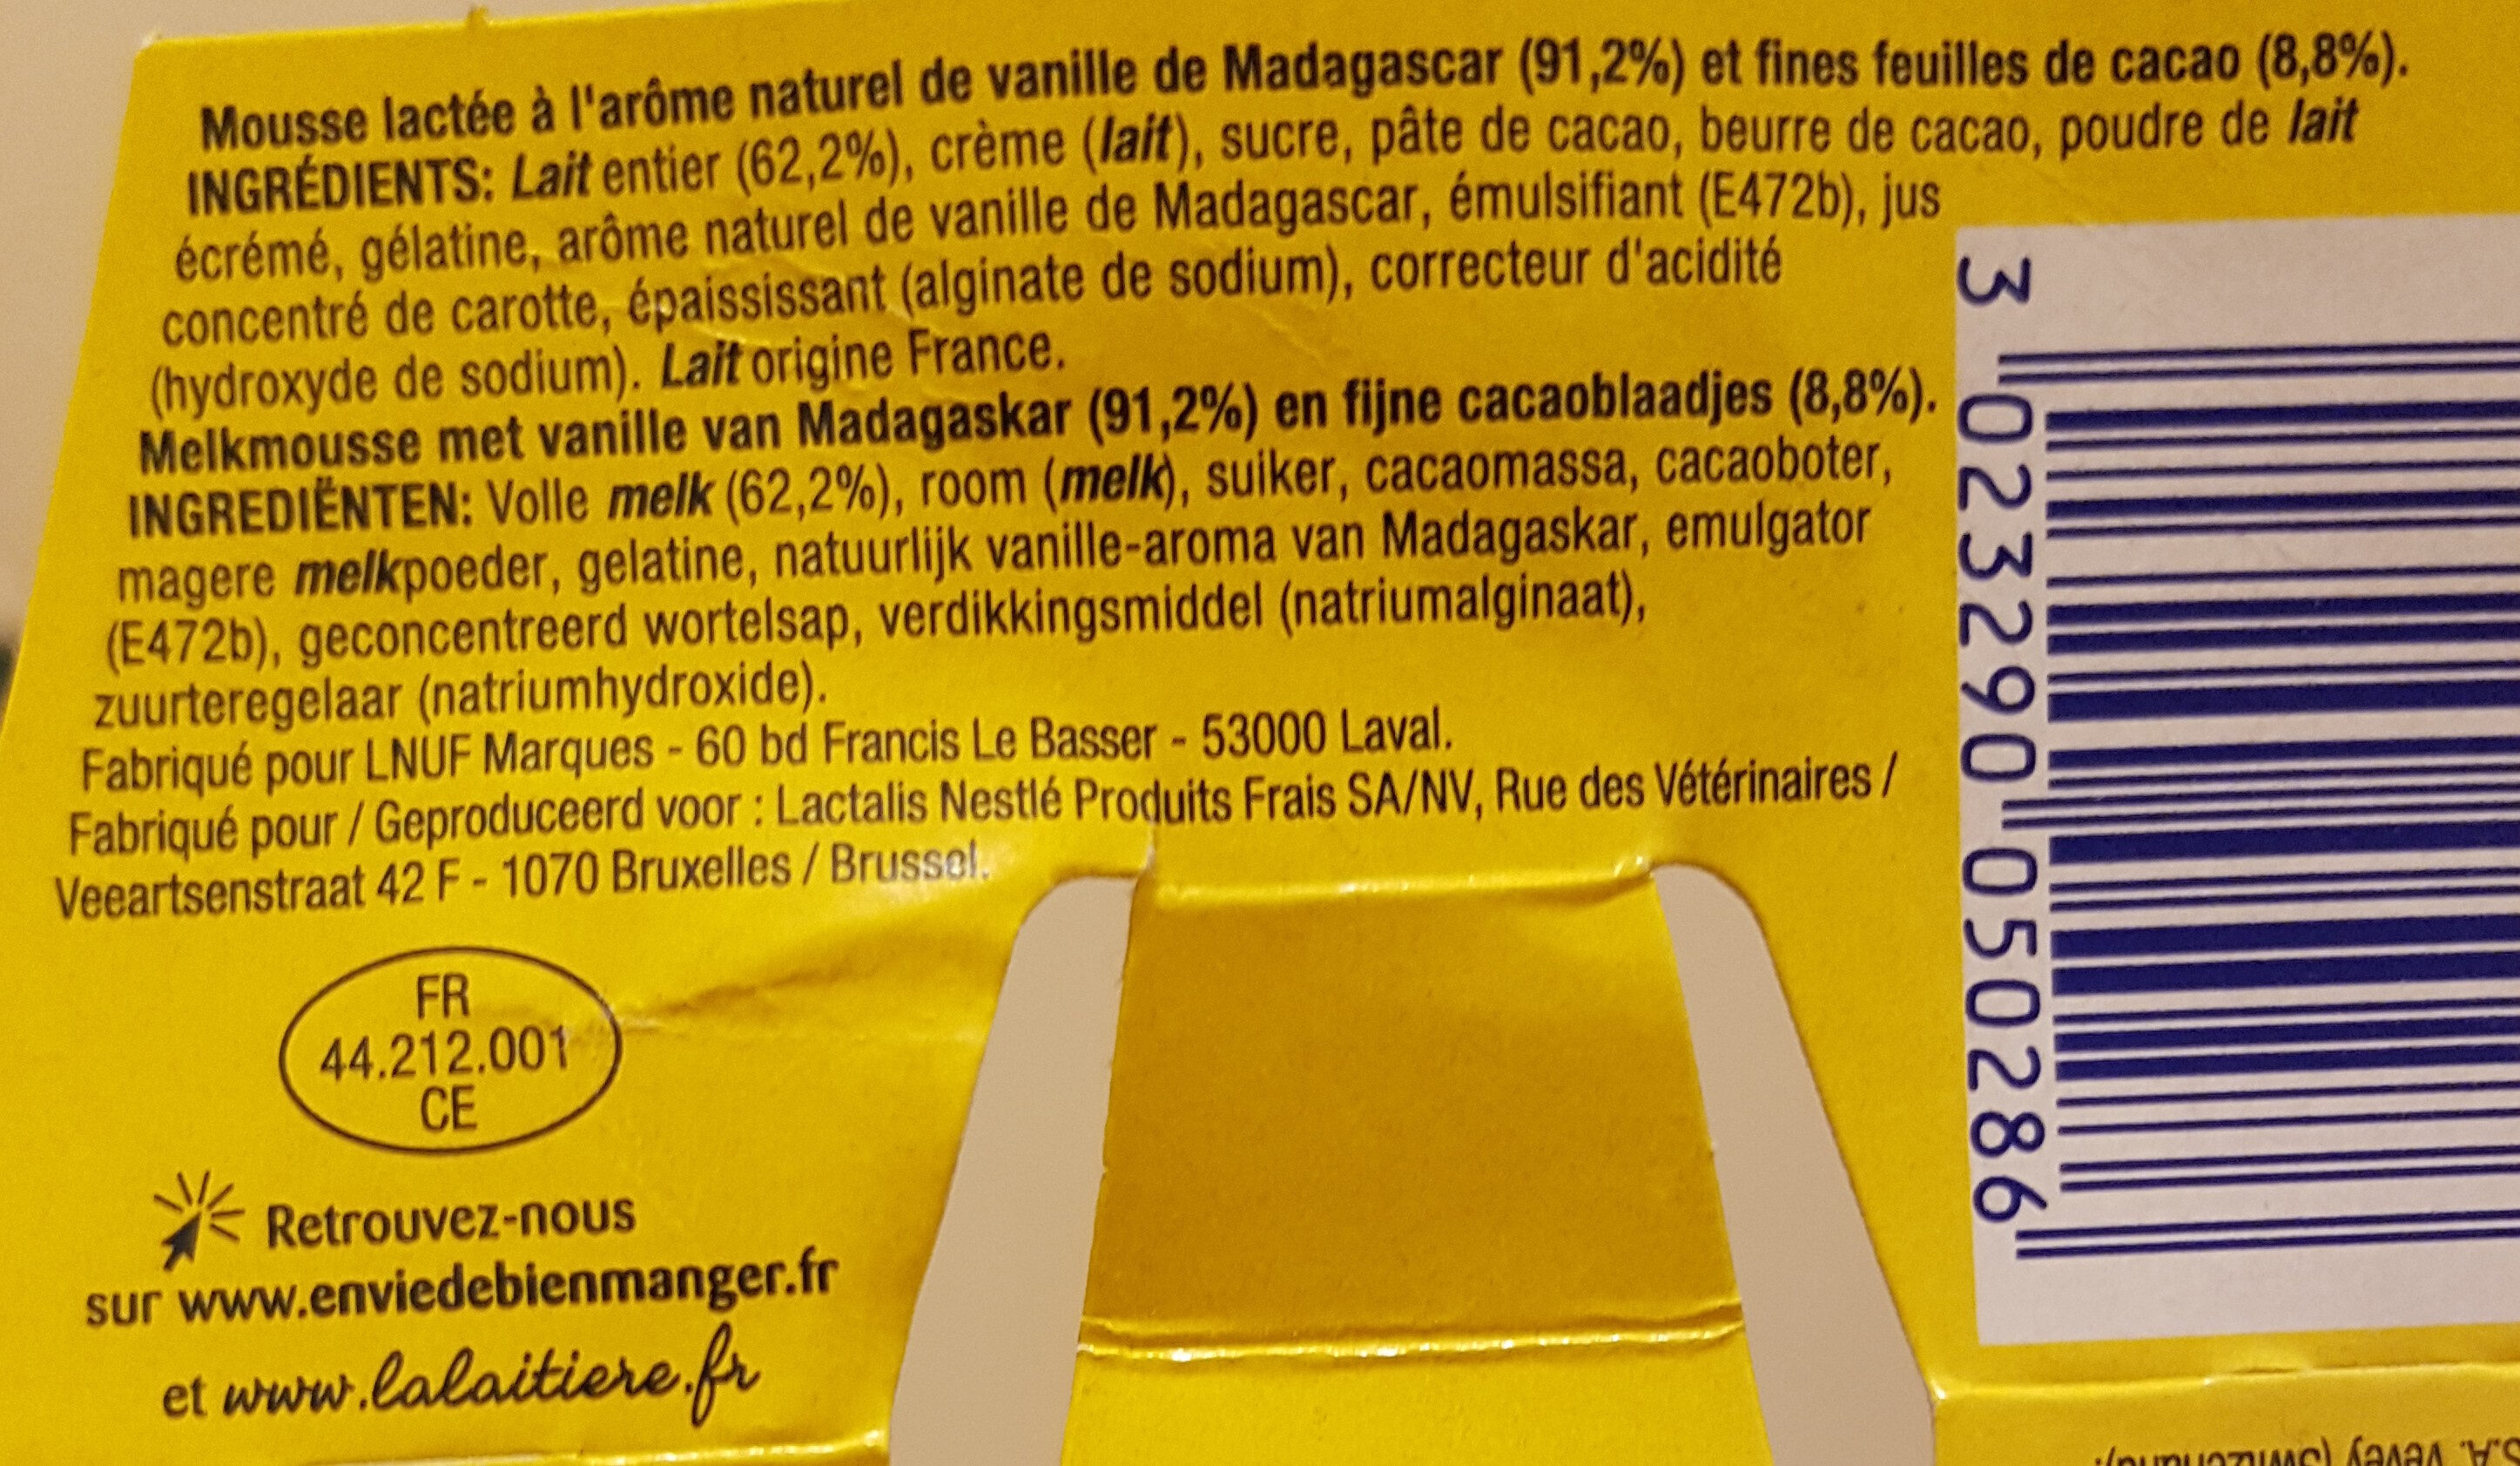 Mousse lactée à l'arôme naturel de vanille de Madagascar (91,2%) et fines feuilles de cacao (8,8%).
INGRÉDIENTS: Lait entier (62,2%), crème (lait), sucre, pâte de cacao, beurre de cacao, poudre de lait
écrémé, gélatine, arôme naturel de vanille de Madagascar, émulsifiant (E472b), jus
concentré de carotte, épaississant (alginate de sodium), correcteur d'acidité
(hydroxyde de sodium). Lait origine France.
Melkmousse met vanille van Madagaskar (91,2%) en fijne cacaoblaadjes (8,8%).
INGREDIËNTEN: Volle melk (62,2%), room (melk), suiker, cacaomassa, cacaoboter,
magere melkpoeder, gelatine, natuurlijk vanille-aroma van Madagaskar, emulgator
(E472b), geconcentreerd wortelsap, verdikkingsmiddel (natriumalginaat),
zuurteregelaar (natriumhydroxide).
Fabriqué pour LNUF Marques - 60 bd Francis Le Basser - 53000 Laval.
Fabriqué pour / Geproduceerd voor : Lactalis Nestlé Produits Frais SA/NV, Rue des Vétérinaires /
Veeartsenstraat 42 F - 1070 Bruxelles / Brussel.
FR
44.212.001
CE
Retrouvez-nous
sur www.enviedebienmanger.fr
et www.lalaitiere.fr
3 023290 050286
S.A. Vevey